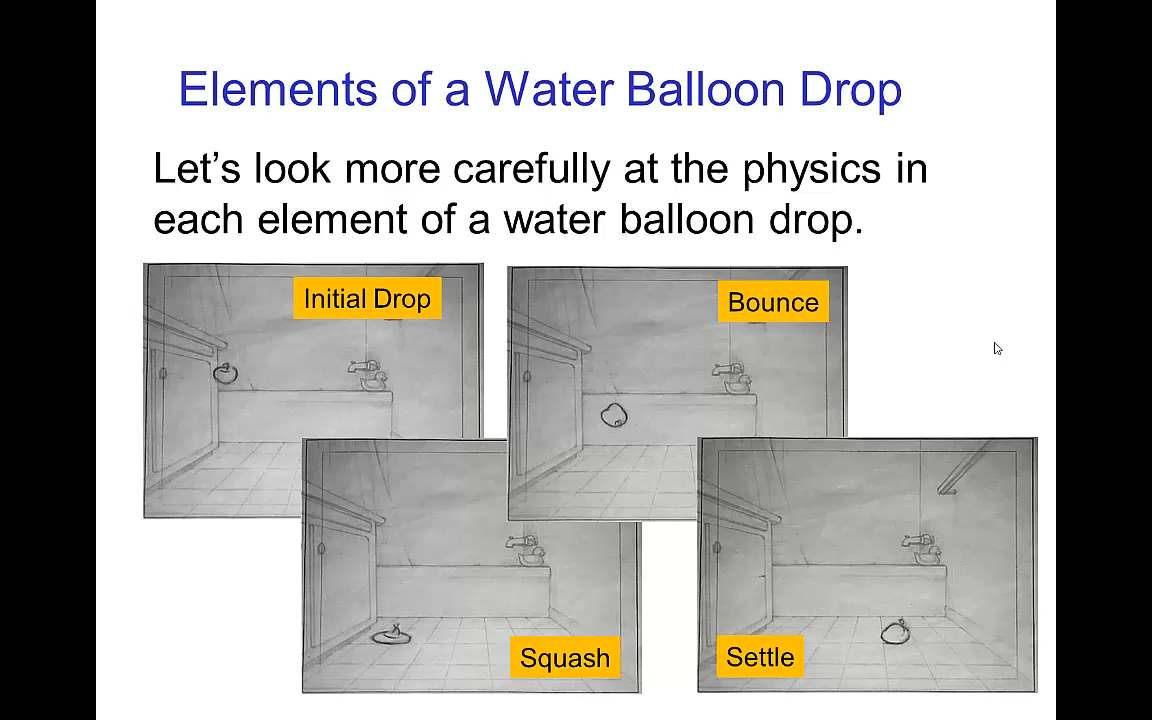 Elements of a Water Balloon Drop
Let’s look more carefully at the physics in
each element of a water balloon drop.
Initial Drop
Bounce
Squash
Settle